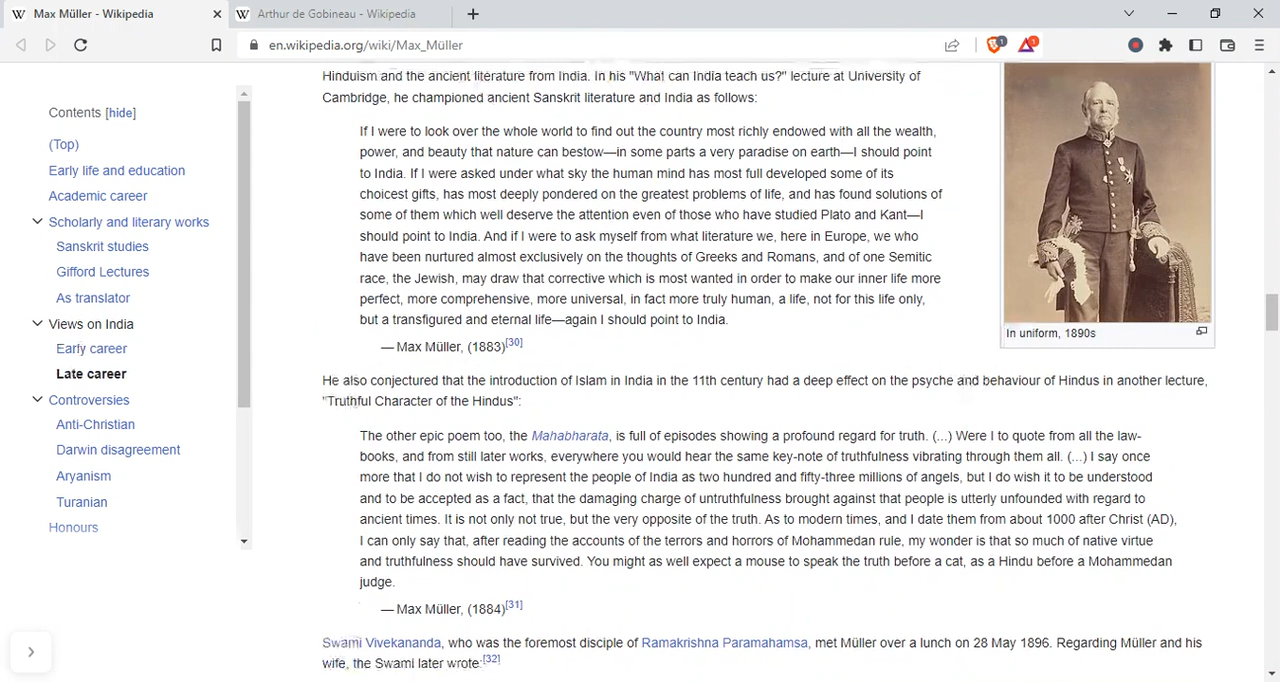 Max Müller - Wikipedia
Arthur de Gobineau - Wikipedia
en.wikipedia.org/wiki/Max_Müller
1
1
Contents [hide]
(Top)
Early life and education
Academic career
Scholarly and literary works
Sanskrit studies
Gifford Lectures
As translator
Views on India
Early career
Late career
Controversies
Anti-Christian
Darwin disagreement
Aryanism
Turanian
Honours
Hinduism and the ancient literature from India. In his "What can India teach us?" lecture at University of
Cambridge, he championed ancient Sanskrit literature and India as follows:
If I were to look over the whole world to find out the country most richly endowed with all the wealth,
power, and beauty that nature can bestow—in some parts a very paradise on earth—I should point
to India. If I were asked under what sky the human mind has most full developed some of its
choicest gifts, has most deeply pondered on the greatest problems of life, and has found solutions of
some of them which well deserve the attention even of those who have studied Plato and Kant—I
should point to India. And if I were to ask myself from what literature we, here in Europe, we who
have been nurtured almost exclusively on the thoughts of Greeks and Romans, and of one Semitic
race, the Jewish, may draw that corrective which is most wanted in order to make our inner life more
perfect, more comprehensive, more universal, in fact more truly human, a life, not for this life only,
but a transfigured and eternal life—again I should point to India.
— Max Müller, (1883)[30]
In uniform, 1890s
He also conjectured that the introduction of Islam in India in the 11th century had a deep effect on the psyche and behaviour of Hindus in another lecture,
"Truthful Character of the Hindus":
The other epic poem too, the Mahabharata, is full of episodes showing a profound regard for truth. (...) Were I to quote from all the law-
books, and from still later works, everywhere you would hear the same key-note of truthfulness vibrating through them all. (...) I say once
more that I do not wish to represent the people of India as two hundred and fifty-three millions of angels, but I do wish it to be understood
and to be accepted as a fact, that the damaging charge of untruthfulness brought against that people is utterly unfounded with regard to
ancient times. It is not only not true, but the very opposite of the truth. As to modern times, and I date them from about 1000 after Christ (AD),
I can only say that, after reading the accounts of the terrors and horrors of Mohammedan rule, my wonder is that so much of native virtue
and truthfulness should have survived. You might as well expect a mouse to speak the truth before a cat, as a Hindu before a Mohammedan
judge.
— Max Müller, (1884)[31]
Swami Vivekananda, who was the foremost disciple of Ramakrishna Paramahamsa, met Müller over a lunch on 28 May 1896. Regarding Müller and his
wife, the Swami later wrote:[32]